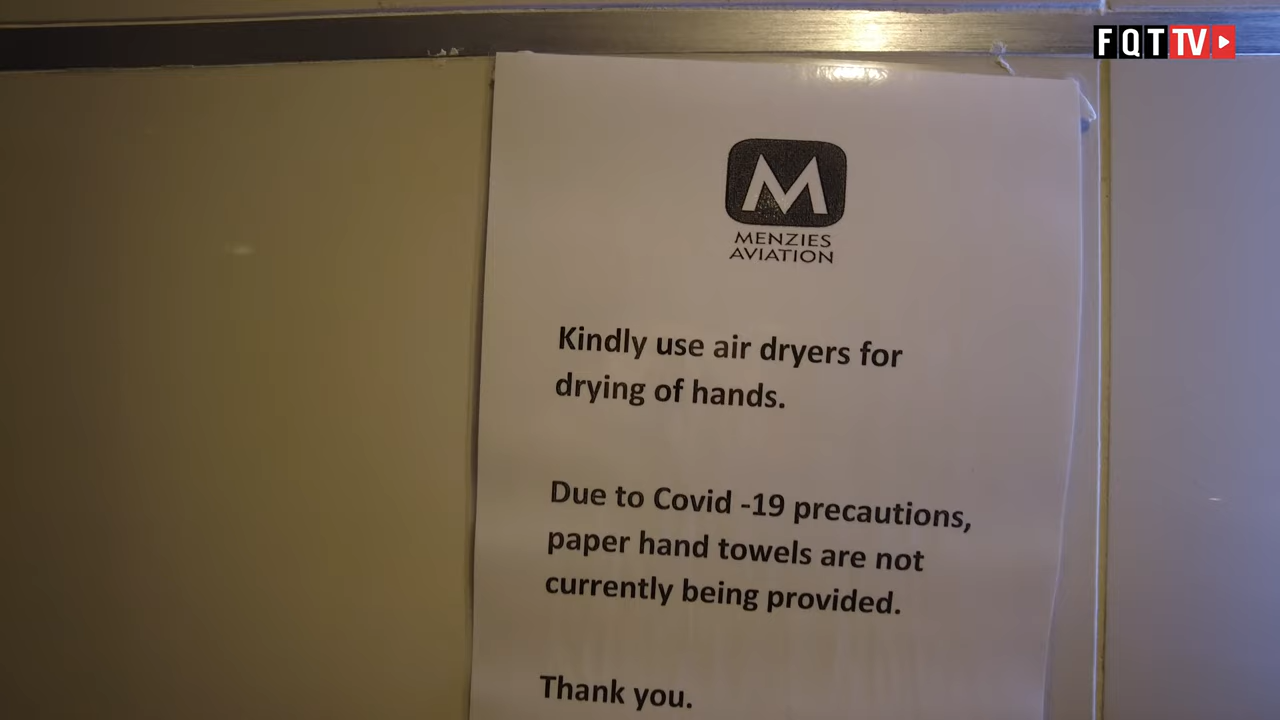 FQTTV
M
MENZIES
AVIATION
Kindly use air dryers for
drying of hands.
Due to Covid -19 precautions,
paper hand towels are not
currently being provided.
Thank you.